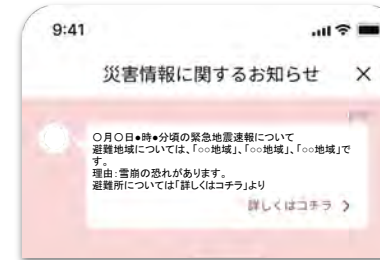 9:41
災害情報に関するお知らせ ×
〇月〇日●時●分頃の緊急地震速報について
避難地域については、「○○地域」、「○○地域」、「○○地域」で
す。
理由:雪崩の恐れがあります。
避難所については「詳しくはコチラ」より
詳しくはコチラ >